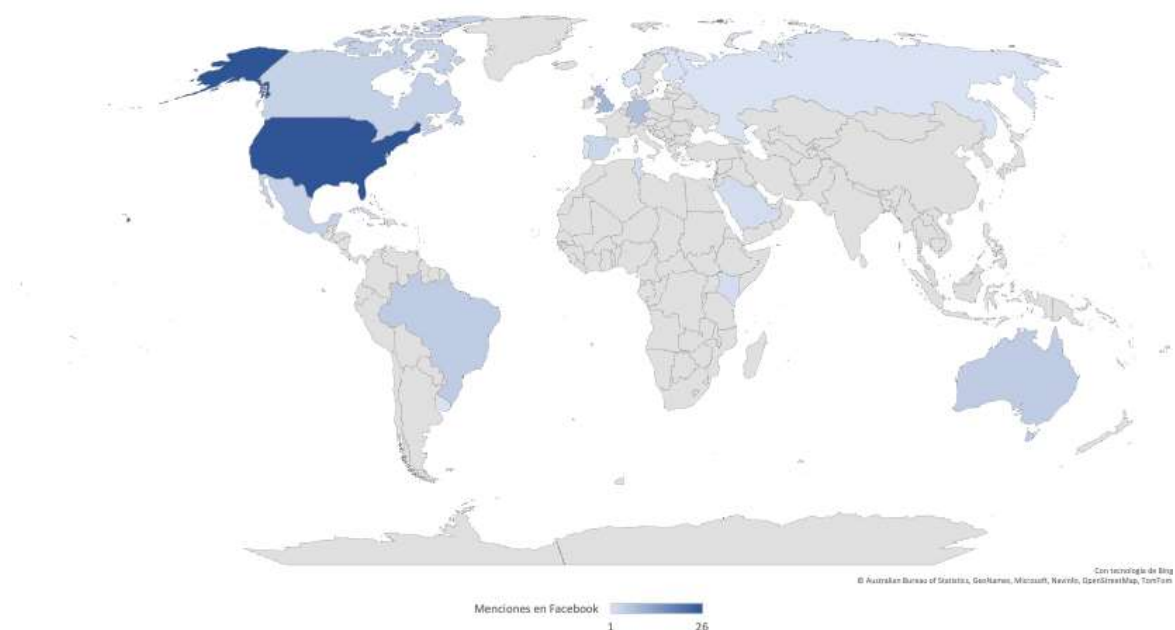 Con tecnología de Bing
© Australian Bureau of Statistics, GeoNames, Microsoft, Navinfo, OpenStreetMap, TomTom
Menciones en Facebook
1 26